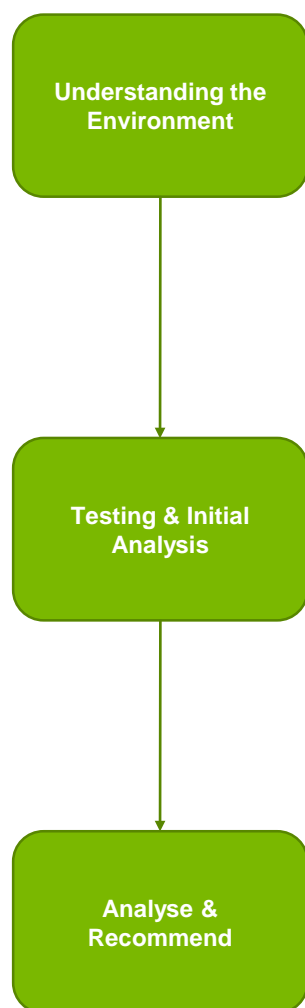 Understanding the
Environment
Testing & Initial
Analysis
Analyse &
Recommend